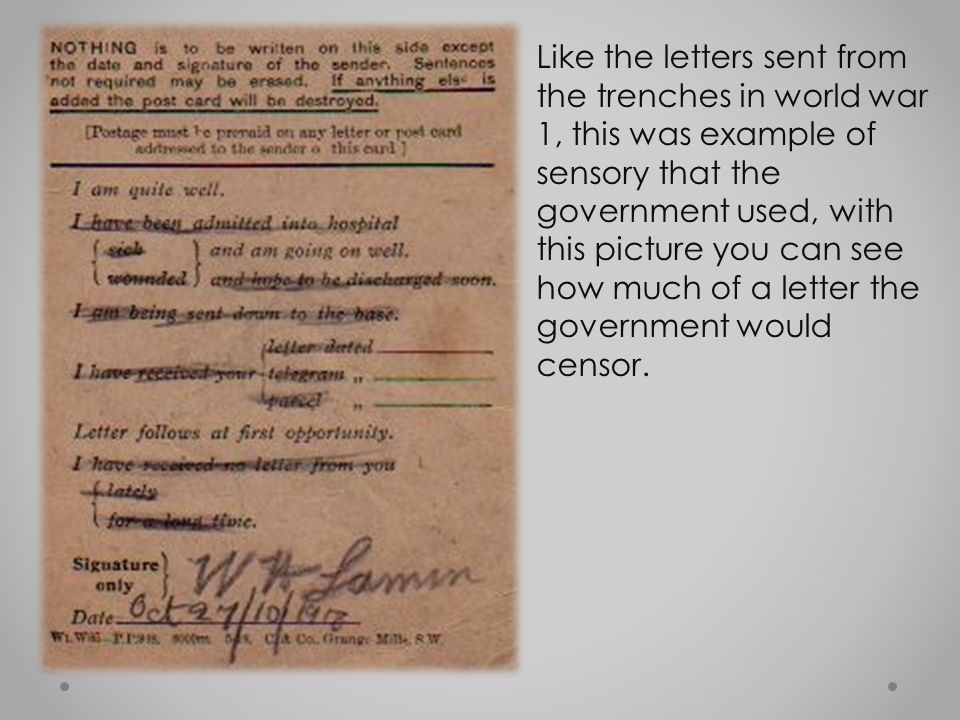 NOTHING is to be written on this side except
the date and signature of the sender. Sentences
not required may be erased. If anything else is
added the post card will be destroyed.
[Postage must be prepaid on any letter or post card
addressed to the sender of this card.]
I am quite well.
I have been admitted into hospital
sick and am going on well.
wounded and hope to be discharged soon.
I am being sent down to the base.
letter dated
I have received your telegram „
parcel „
Letter follows at first opportunity.
I have received no letter from you
lately
for a long time.
Signature only
W H Lamin
Date Oct 27/10/1918
P.P.948. 8000m. C. & Co., Grange Mills, S.W.
Like the letters sent from
the trenches in world war
1, this was example of
sensory that the
government used, with
this picture you can see
how much of a letter the
government would
censor.